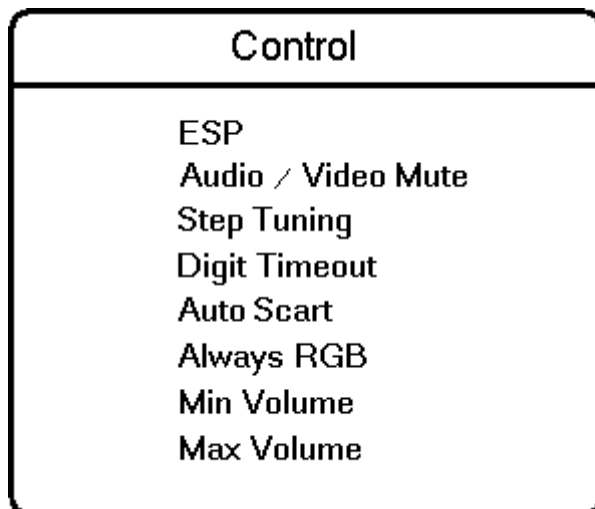 Control
ESP
Audio / Video Mute
Step Tuning
Digit Timeout
Auto Scart
Always RGB
Min Volume
Max Volume